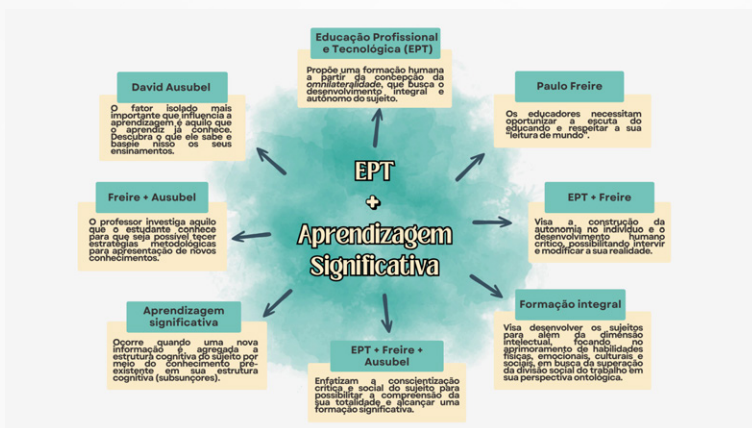 Educação Profissional
e Tecnológica (EPT)
Propõe uma formação humana
a partir da concepção da
omnilateralidade, que busca o
desenvolvimento integral e
autônomo do sujeito.
David Ausubel
O fator isolado mais
importante que influencia a
aprendizagem é aquilo que
o aprendiz já conhece.
Descubra o que ele sabe e
baseie nisso os seus
ensinamentos.
Paulo Freire
Os educadores necessitam
oportunizar a escuta do
educando e respeitar a sua
"leitura de mundo".
EPT
+
Aprendizagem
Significativa
Freire + Ausubel
O professor investiga aquilo
que o estudante conhece
para que seja possível tecer
estratégias metodológicas
para apresentação de novos
conhecimentos.
EPT + Freire
Visa a construção da
autonomia no indivíduo e o
desenvolvimento humano
crítico, possibilitando intervir
e modificar a sua realidade.
Aprendizagem
significativa
Ocorre quando uma nova
informação é agregada a
estrutura cognitiva do sujeito por
meio do conhecimento pré-
existente em sua estrutura
cognitiva (subsunçores).
EPT + Freire +
Ausubel
Enfatizam a conscientização
crítica e social do sujeito para
possibilitar a compreensão da
sua totalidade e alcançar uma
formação significativa.
Formação integral
Visa desenvolver os sujeitos
para além da dimensão
intelectual, focando no
aprimoramento de habilidades
físicas, emocionais, culturais e
sociais, em busca da superação
da divisão social do trabalho em
sua perspectiva ontológica.